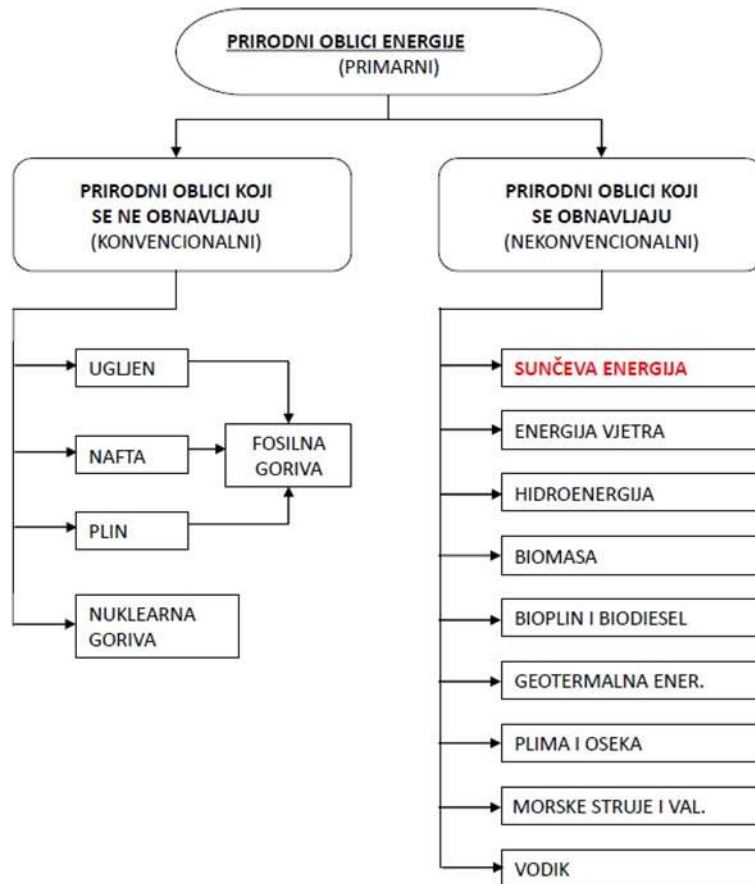 PRIRODNI OBLICI ENERGIJE
(PRIMARNI)
PRIRODNI OBLICI KOJI
SE NE OBNAVLJAJU
(KONVENCIONALNI)
UGLJEN
NAFTA
PLIN
FOSILNA
GORIVA
NUKLEARNA
GORIVA
PRIRODNI OBLICI KOJI
SE OBNAVLJAJU
(NEKONVENCIONALNI)
SUNČEVA ENERGIJA
ENERGIJA VJETRA
HIDROENERGIJA
BIOMASA
BIOPLIN I BIODIESEL
GEOTERMALNA ENER.
PLIMA I OSEKA
MORSKE STRUJE I VAL.
VODIK